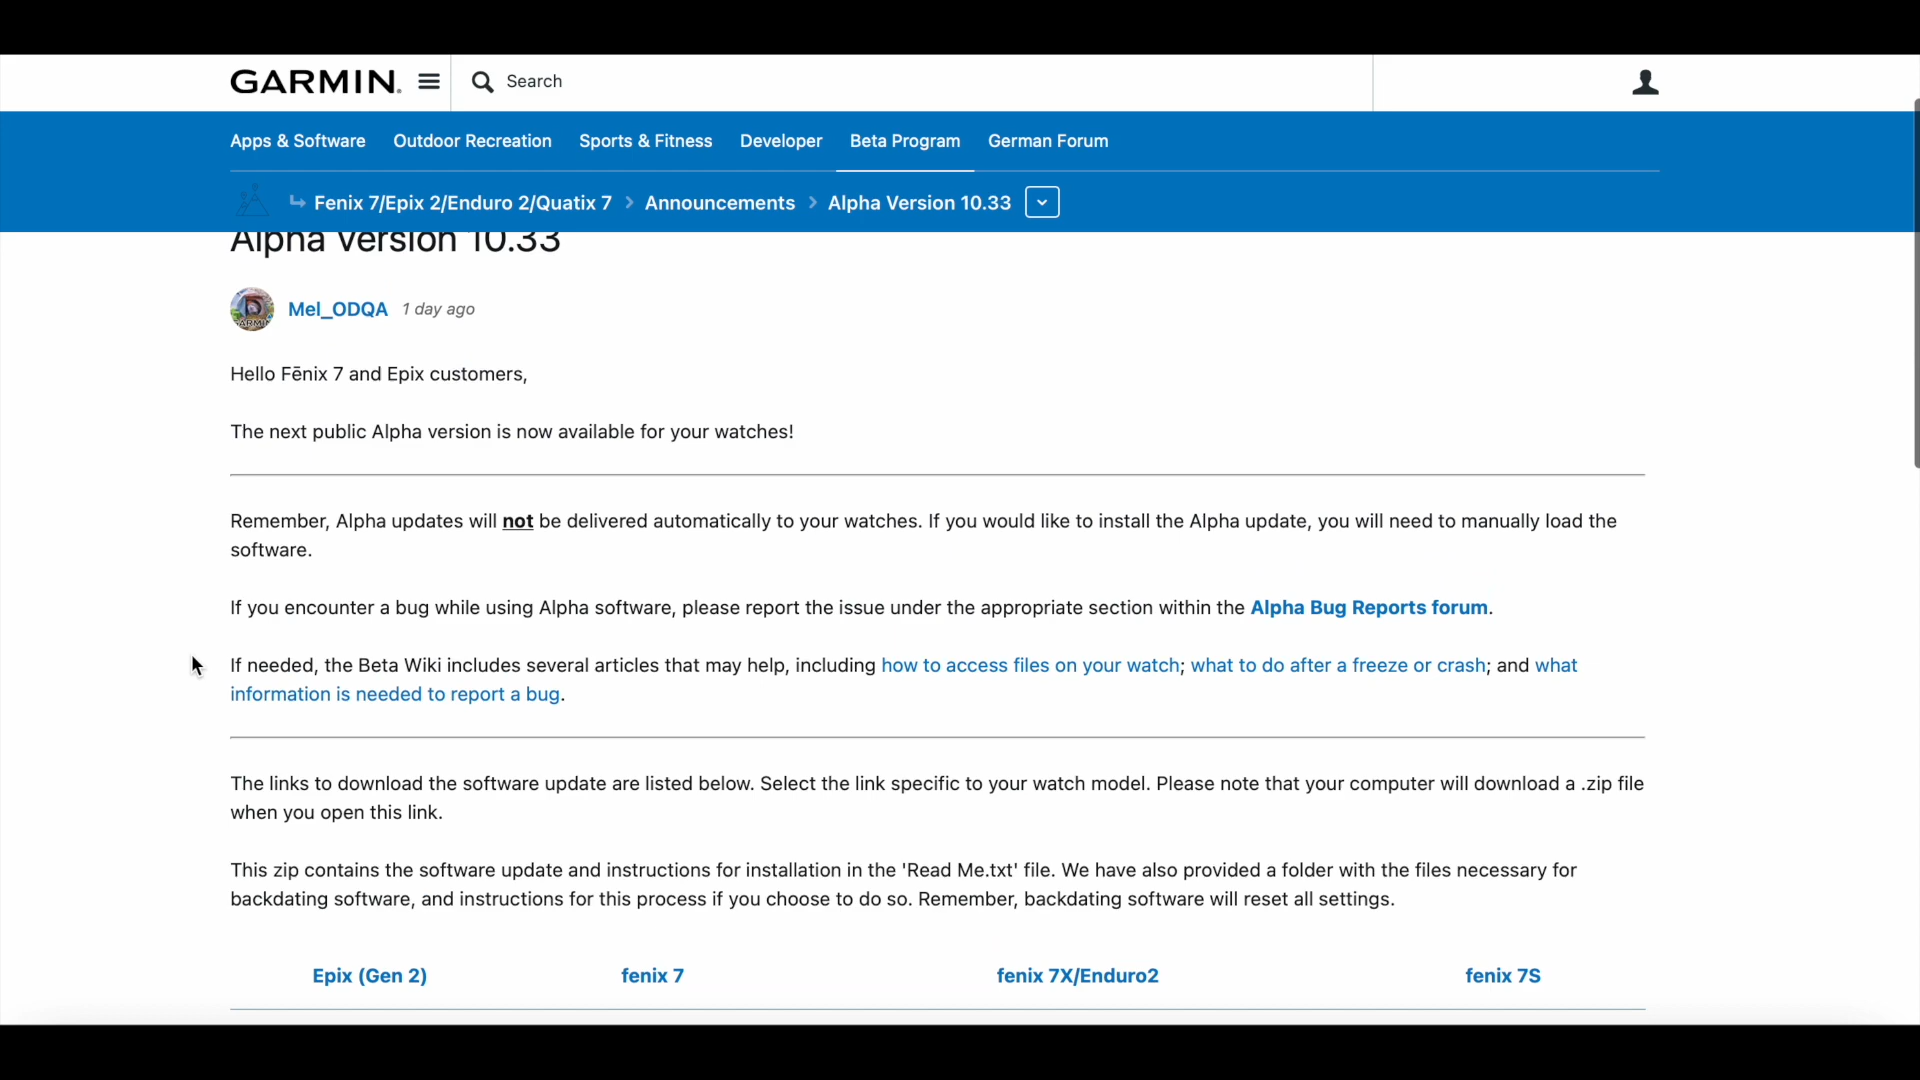 GARMIN.
Search
Apps & Software Outdoor Recreation Sports & Fitness Developer Beta Program German Forum
Fenix 7/Epix 2/Enduro 2/Quatix 7 > Announcements > Alpha Version 10.33
Alpha Version 10.33
Mel_ODQA 1 day ago
Hello Fēnix 7 and Epix customers,
The next public Alpha version is now available for your watches!
Remember, Alpha updates will not be delivered automatically to your watches. If you would like to install the Alpha update, you will need to manually load the
software.
If you encounter a bug while using Alpha software, please report the issue under the appropriate section within the Alpha Bug Reports forum.
If needed, the Beta Wiki includes several articles that may help, including how to access files on your watch; what to do after a freeze or crash; and what
information is needed to report a bug.
The links to download the software update are listed below. Select the link specific to your watch model. Please note that your computer will download a .zip file
when you open this link.
This zip contains the software update and instructions for installation in the 'Read Me.txt' file. We have also provided a folder with the files necessary for
backdating software, and instructions for this process if you choose to do so. Remember, backdating software will reset all settings.
Epix (Gen 2) fenix 7 fenix 7X/Enduro2 fenix 7S